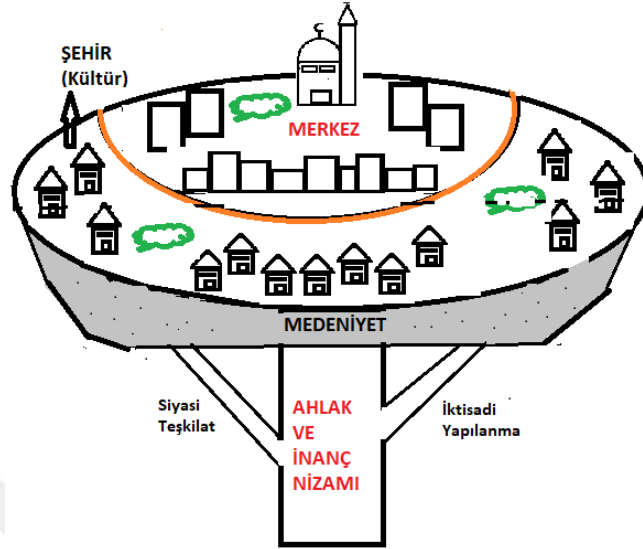 ŞEHİR
(Kültür)
MERKEZ
MEDENİYET
Siyasi
Teşkilat
AHLAK
VE
İNANÇ
NİZAMI
İktisadi
Yapılanma